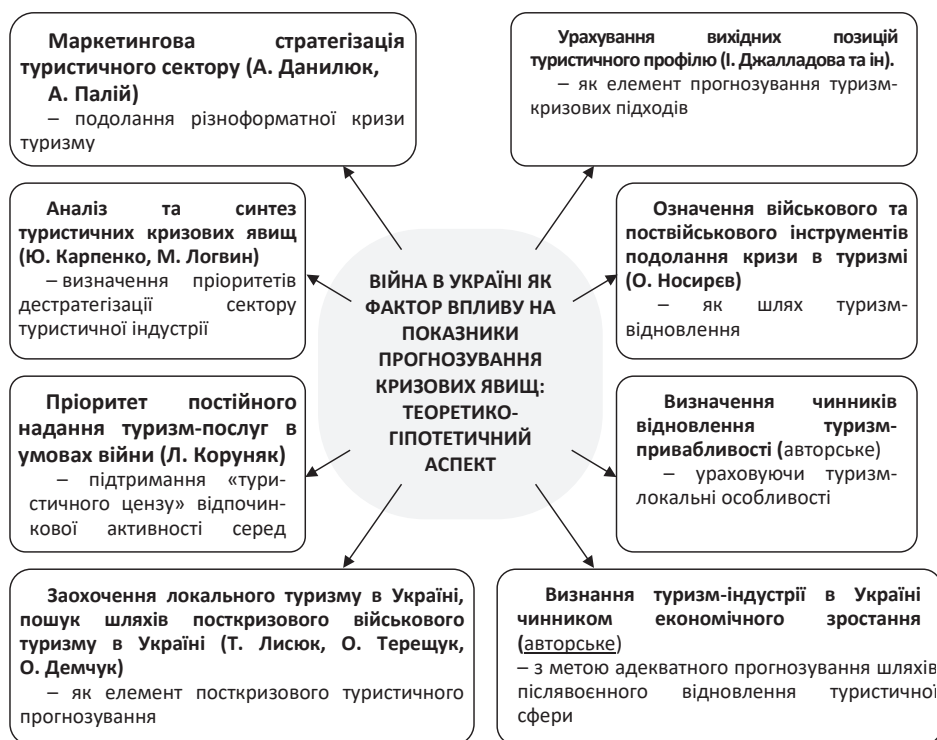 Маркетингова стратегізація
туристичного сектору (А. Данилюк,
А. Палій)
– подолання різноформатної кризи
туризму
Урахування вихідних позицій
туристичного профілю (І. Джалладова та ін).
– як елемент прогнозування туризм-
кризових підходів
Аналіз та синтез
туристичних кризових явищ
(Ю. Карпенко, М. Логвин)
– визначення пріоритетів
дестратегізації сектору
туристичної індустрії
Означення військового та
поствійського інструментів
подолання кризи в туризмі
(О. Носирєв)
– як шлях туризм-
відновлення
ВІЙНА В УКРАЇНІ ЯК
ФАКТОР ВПЛИВУ НА
ПОКАЗНИКИ
ПРОГНОЗУВАННЯ
КРИЗОВИХ ЯВИЩ:
ТЕОРЕТИКО-
ГІПОТЕТИЧНИЙ
АСПЕКТ
Пріоритет постійного
надання туризм-послуг в
умовах війни (Л. Коруняк)
– підтримання «тури-
стичного цензу» відпочин-
кової активності серед
Визначення чинників
відновлення туризм-
привабливості (авторське)
– ураховуючи туризм-
локальні особливості
Заохочення локального туризму в Україні,
пошук шляхів посткризового військового
туризму в Україні (Т. Лисюк, О. Терещук,
О. Демчук)
– як елемент посткризового туристичного
прогнозування
Визнання туризм-індустрії в Україні
чинником економічного зростання
(авторське)
– з метою адекватного прогнозування шляхів
післявоєнного відновлення туристичної
сфери